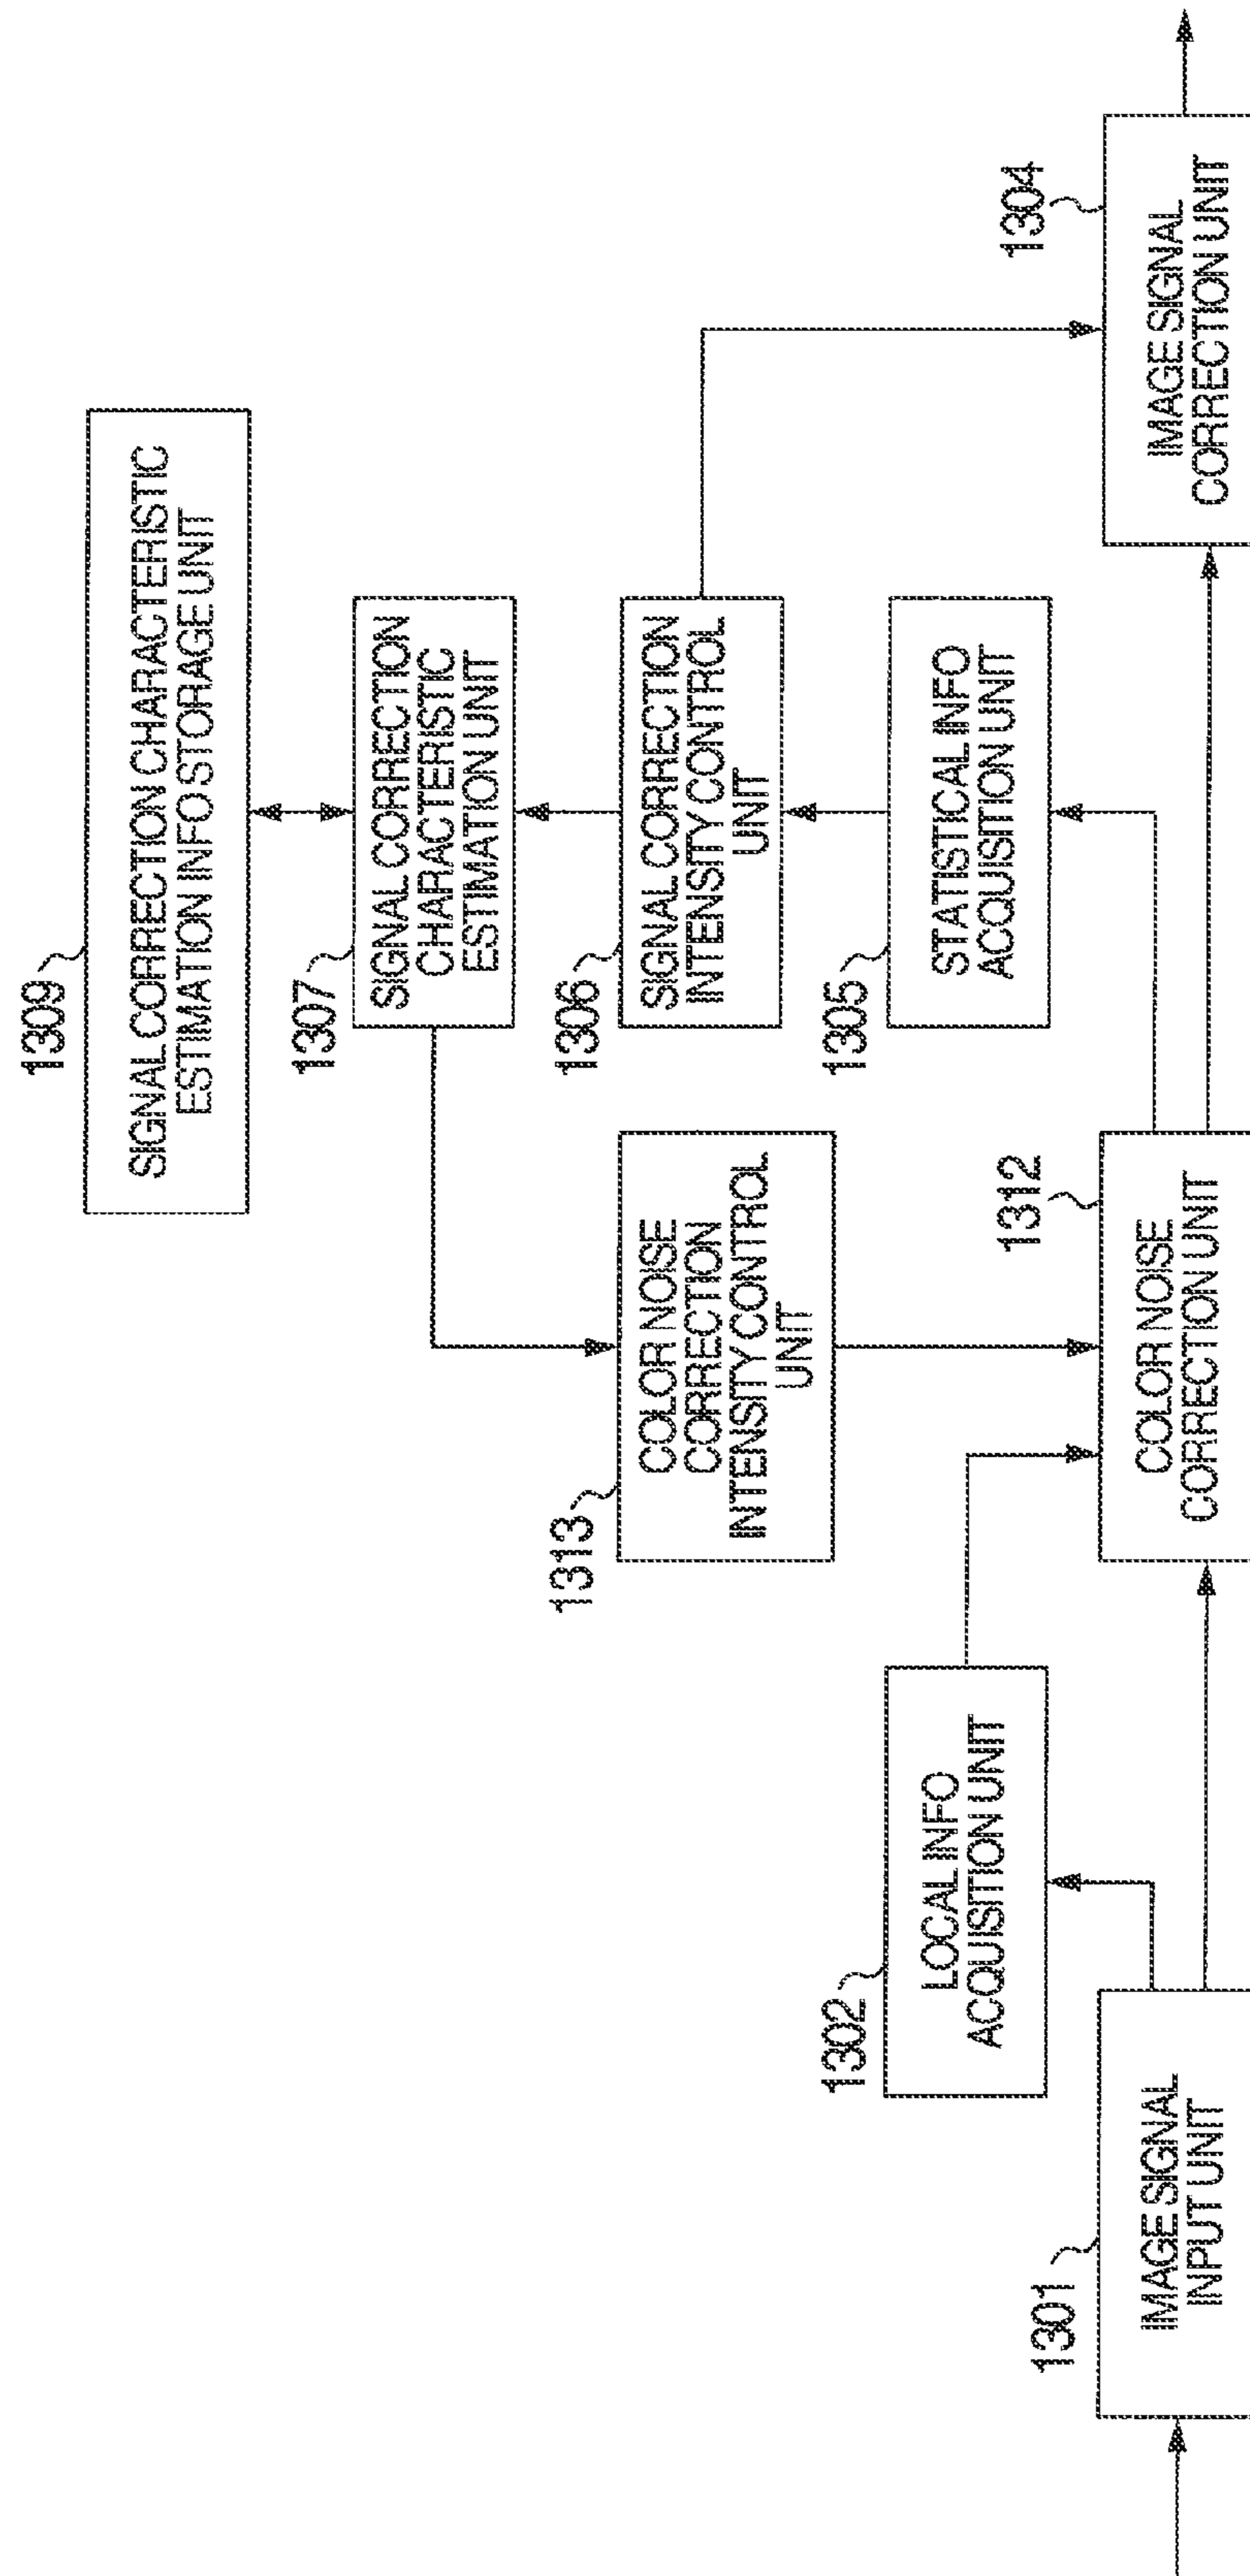 1309
SIGNAL CORRECTION CHARACTERISTIC
ESTIMATION INFO STORAGE UNIT
1307
SIGNAL CORRECTION
CHARACTERISTIC
ESTIMATION UNIT
1313
COLOR NOISE
CORRECTION
INTENSITY CONTROL
UNIT
1306
SIGNAL CORRECTION
INTENSITY CONTROL
UNIT
1302
LOCAL INFO
ACQUISITION UNIT
1305
STATISTICAL INFO
ACQUISITION UNIT
1301
IMAGE SIGNAL
INPUT UNIT
1312
COLOR NOISE
CORRECTION UNIT
1304
IMAGE SIGNAL
CORRECTION UNIT